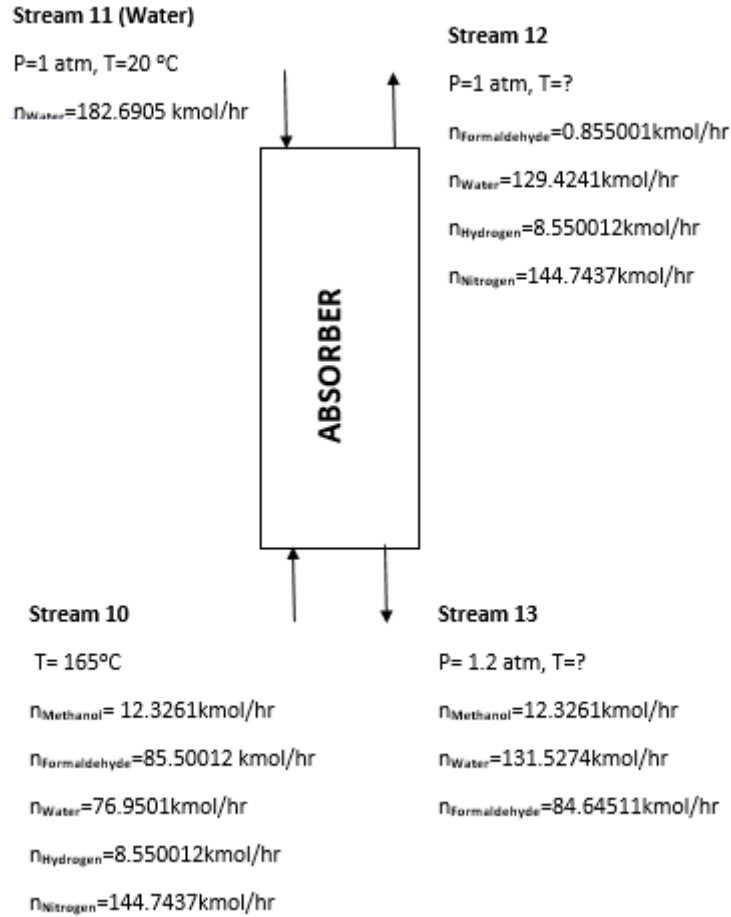 Stream 11 (Water)
P=1 atm, T=20 ºC
nWater=182.6905 kmol/hr
Stream 12
P=1 atm, T=?
nFormaldehyde=0.855001kmol/hr
nWater=129.4241kmol/hr
nHydrogen=8.550012kmol/hr
nNitrogen=144.7437kmol/hr
ABSORBER
Stream 10
T= 165ºC
nMethanol= 12.3261kmol/hr
nFormaldehyde=85.50012 kmol/hr
nWater=76.9501kmol/hr
nHydrogen=8.550012kmol/hr
nNitrogen=144.7437kmol/hr
Stream 13
P= 1.2 atm, T=?
nMethanol=12.3261kmol/hr
nWater=131.5274kmol/hr
nFormaldehyde=84.64511kmol/hr